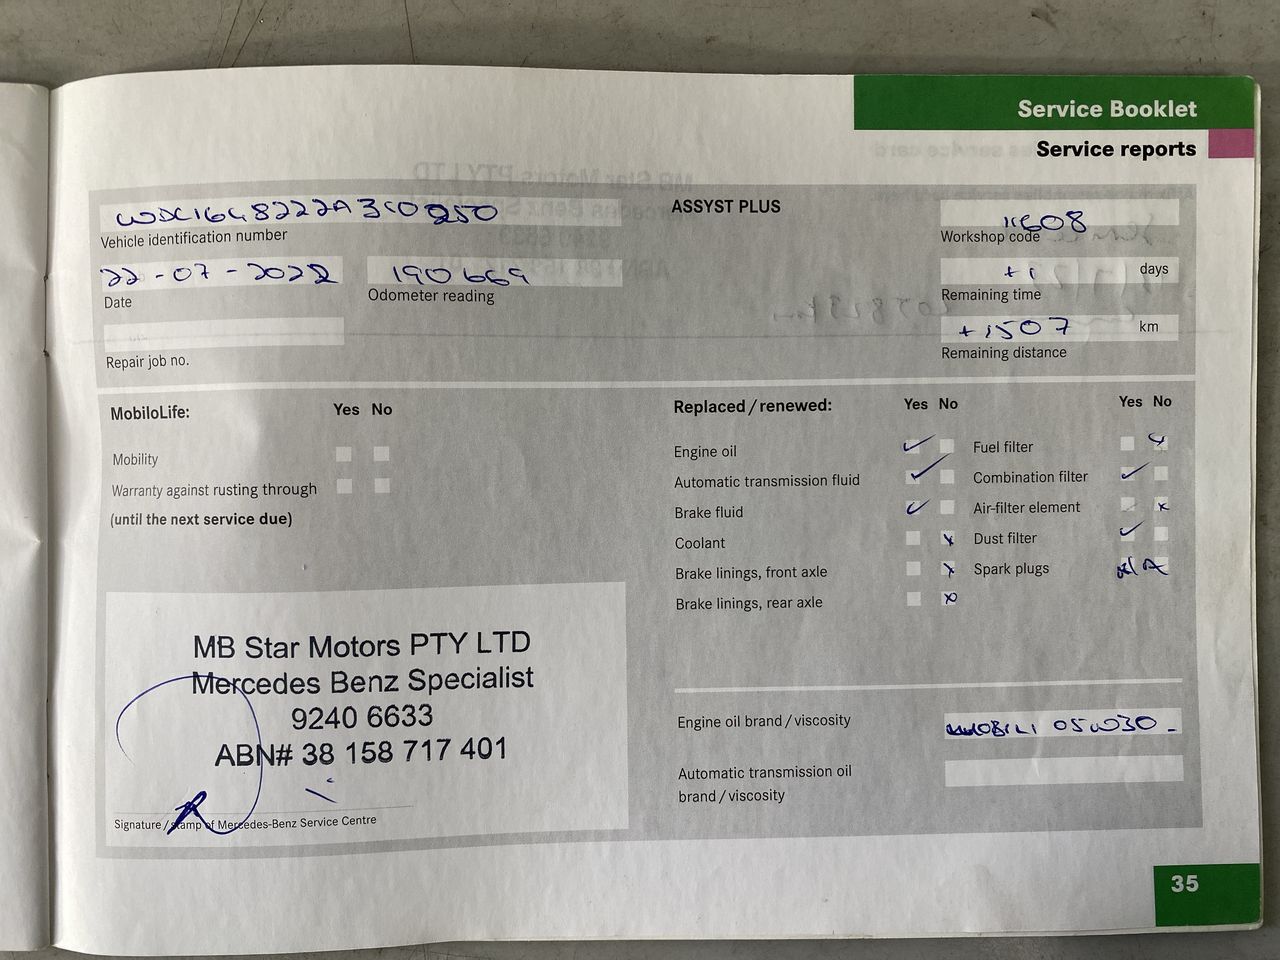 Service Booklet
Service reports
WDC1648222A350250
Vehicle identification number
ASSYST PLUS
11608
Workshop code
22-07-2022
Date
190669
Odometer reading
+1 days
Remaining time
+1507 km
Remaining distance
Repair job no.
MobiloLife: Yes No
Mobility
Warranty against rusting through
(until the next service due)
Replaced / renewed: Yes No Yes No
Engine oil
Fuel filter
Automatic transmission fluid
Combination filter
Brake fluid
Air-filter element
Coolant
Dust filter
Brake linings, front axle
Spark plugs N/A
Brake linings, rear axle
MB Star Motors PTY LTD
Mercedes Benz Specialist
9240 6633
ABN# 38 158 717 401
Signature / stamp of Mercedes-Benz Service Centre
Engine oil brand / viscosity
MOBIL1 05W30
Automatic transmission oil
brand / viscosity
35